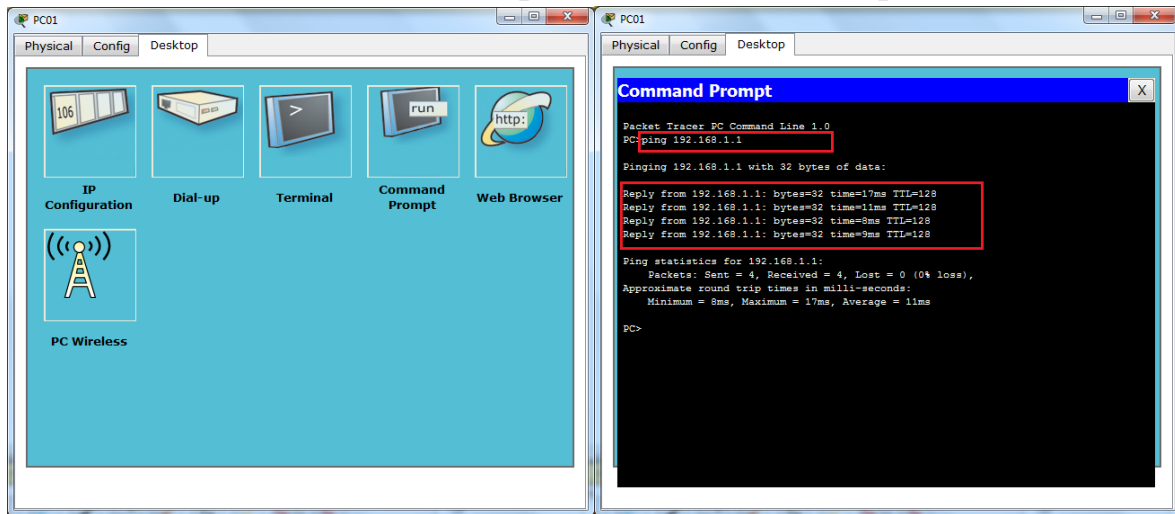 PC01
Physical Config Desktop
106
>
run
http:
IP Configuration
Dial-up
Terminal
Command Prompt
Web Browser
PC Wireless
PC01
Physical Config Desktop
Command Prompt
X
Packet Tracer PC Command Line 1.0
PC>ping 192.168.1.1
Pinging 192.168.1.1 with 32 bytes of data:
Reply from 192.168.1.1: bytes=32 time=17ms TTL=128
Reply from 192.168.1.1: bytes=32 time=11ms TTL=128
Reply from 192.168.1.1: bytes=32 time=8ms TTL=128
Reply from 192.168.1.1: bytes=32 time=9ms TTL=128
Ping statistics for 192.168.1.1:
Packets: Sent = 4, Received = 4, Lost = 0 (0% loss),
Approximate round trip times in milli-seconds:
Minimum = 8ms, Maximum = 17ms, Average = 11ms
PC>